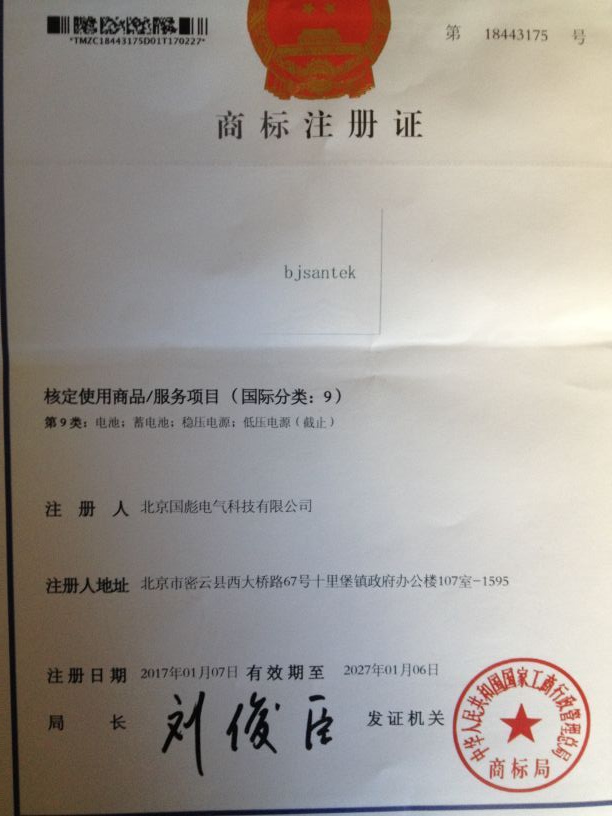 *TMZC18443175D01T170227*
第 18443175 号
商标注册证
bjsantek
核定使用商品/服务项目（国际分类：9）
第9类：电池；蓄电池；稳压电源；低压电源（截止）
注册人 北京国彪电气科技有限公司
注册人地址 北京市密云县西大桥路67号十里堡镇政府办公楼107室-1595
注册日期 2017年01月07日 有效期至 2027年01月06日
局长 刘俊臣 发证机关
中华人民共和国国家工商行政管理总局
商标局